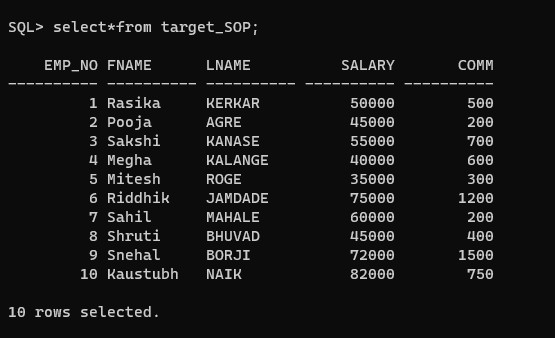 SQL> select*from target_SOP;
EMP_NO FNAME LNAME SALARY COMM
---------- ---------- ---------- ---------- ----------
1 Rasika KERKAR 50000 500
2 Pooja AGRE 45000 200
3 Sakshi KANASE 55000 700
4 Megha KALANGE 40000 600
5 Mitesh ROGE 35000 300
6 Riddhik JAMDADE 75000 1200
7 Sahil MAHALE 60000 200
8 Shruti BHUVAD 45000 400
9 Snehal BORJI 72000 1500
10 Kaustubh NAIK 82000 750
10 rows selected.